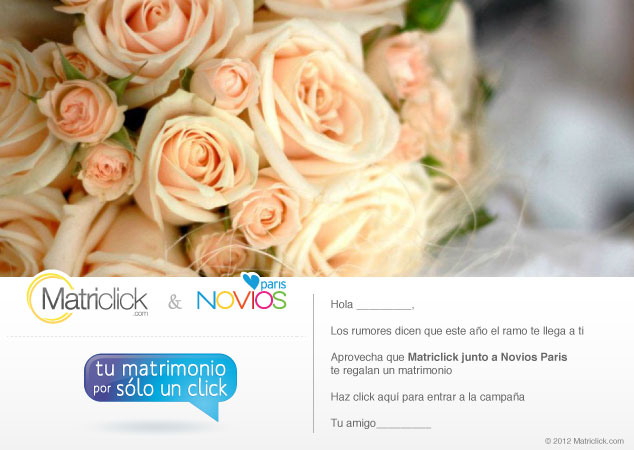 Matriclick
.com
&
paris
NOVIOS
tu matrimonio
por sólo un click
Hola _________,
Los rumores dicen que este año el ramo te llega a ti
Aprovecha que Matriclick junto a Novios Paris
te regalan un matrimonio
Haz click aquí para entrar a la campaña
Tu amigo_________
© 2012 Matriclick.com